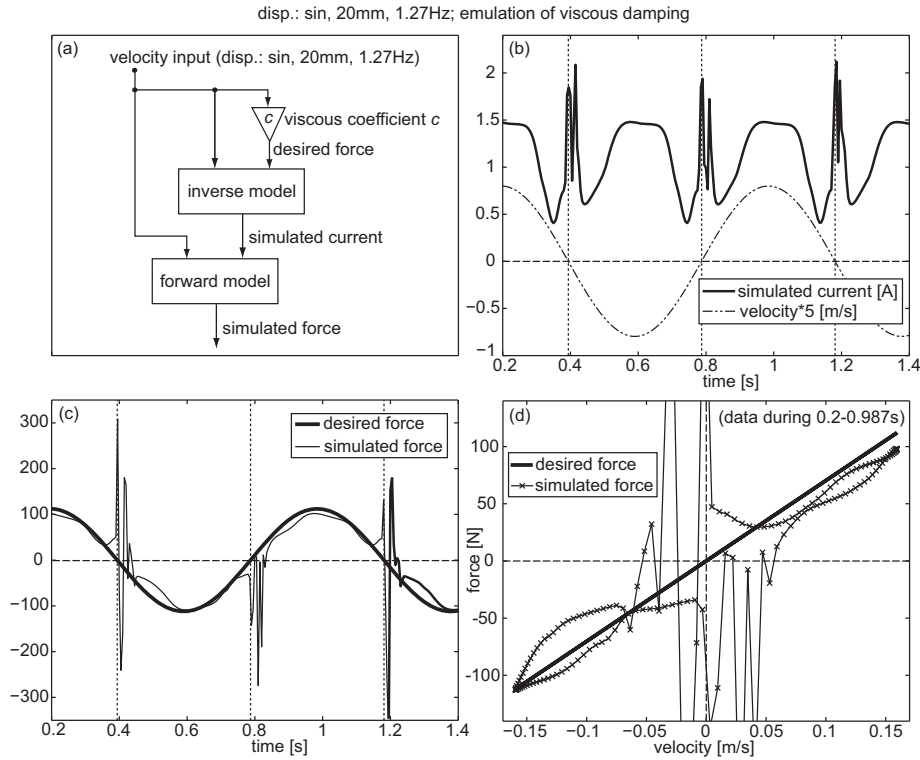 disp.: sin, 20mm, 1.27Hz; emulation of viscous damping
(a)
velocity input (disp.: sin, 20mm, 1.27Hz)
c
viscous coefficient c
desired force
inverse model
simulated current
forward model
simulated force
(b)
2
1.5
1
0.5
0
−0.5
−1
simulated current [A]
velocity*5 [m/s]
0.2 0.4 0.6 0.8 1 1.2 1.4
time [s]
(c)
300
200
100
0
−100
−200
−300
desired force
simulated force
0.2 0.4 0.6 0.8 1 1.2 1.4
time [s]
(d)
(data during 0.2-0.987s)
desired force
simulated force
force [N]
100
50
0
-50
-100
−0.15 −0.1 −0.05 0 0.05 0.1 0.15
velocity [m/s]